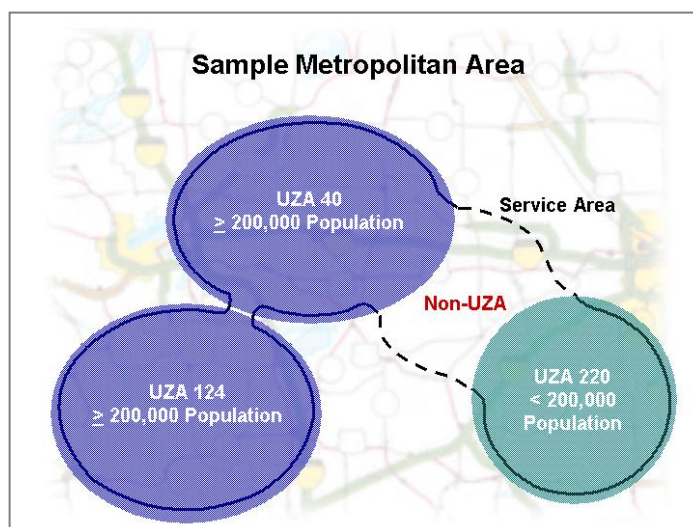 Sample Metropolitan Area
UZA 40
≥ 200,000 Population
Service Area
Non-UZA
UZA 124
≥ 200,000 Population
UZA 220
< 200,000
Population